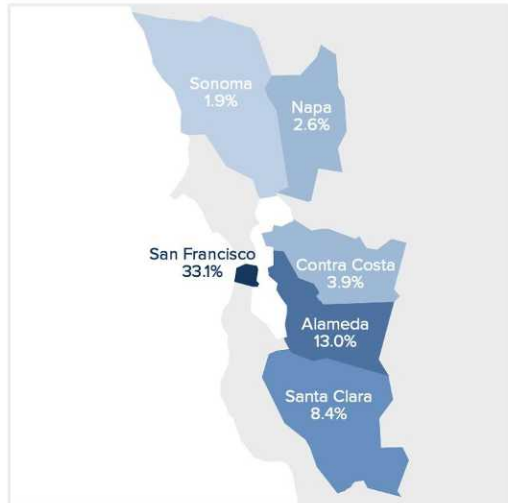 Sonoma
1.9%
Napa
2.6%
San Francisco
33.1%
Contra Costa
3.9%
Alameda
13.0%
Santa Clara
8.4%